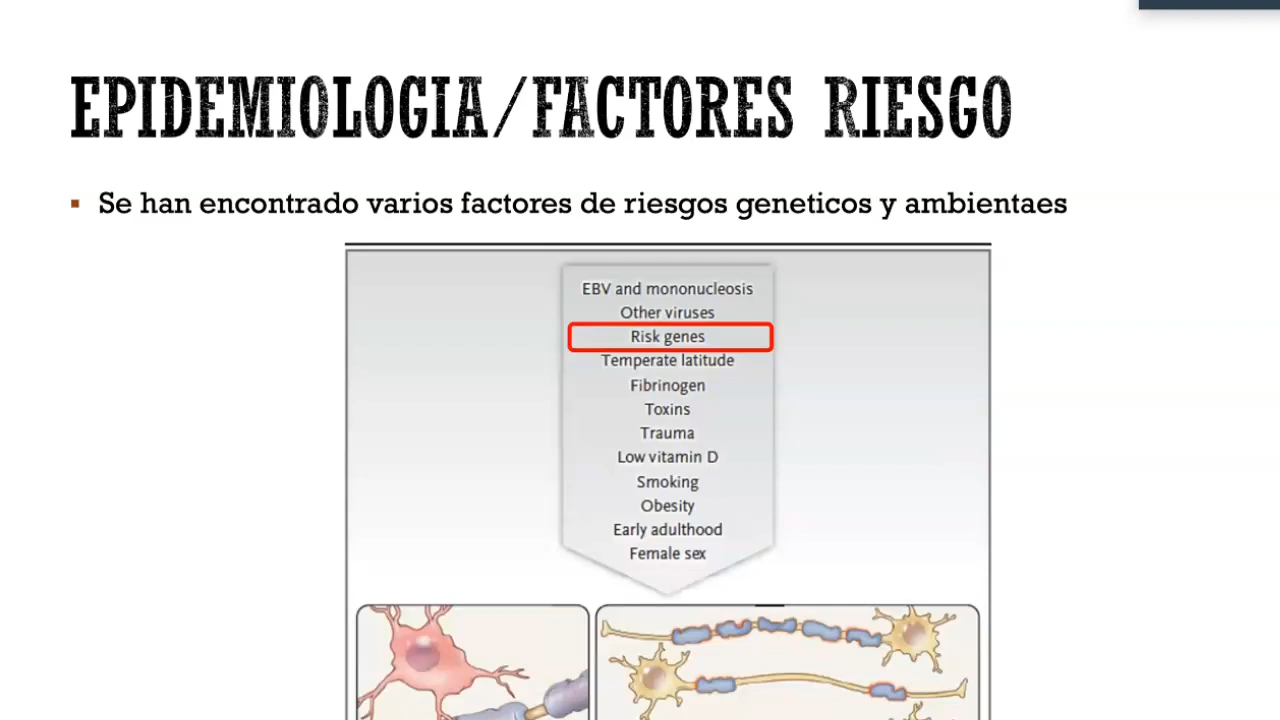 EPIDEMIOLOGIA/FACTORES RIESGO
▪ Se han encontrado varios factores de riesgos geneticos y ambientaes
EBV and mononucleosis
Other viruses
Risk genes
Temperate latitude
Fibrinogen
Toxins
Trauma
Low vitamin D
Smoking
Obesity
Early adulthood
Female sex